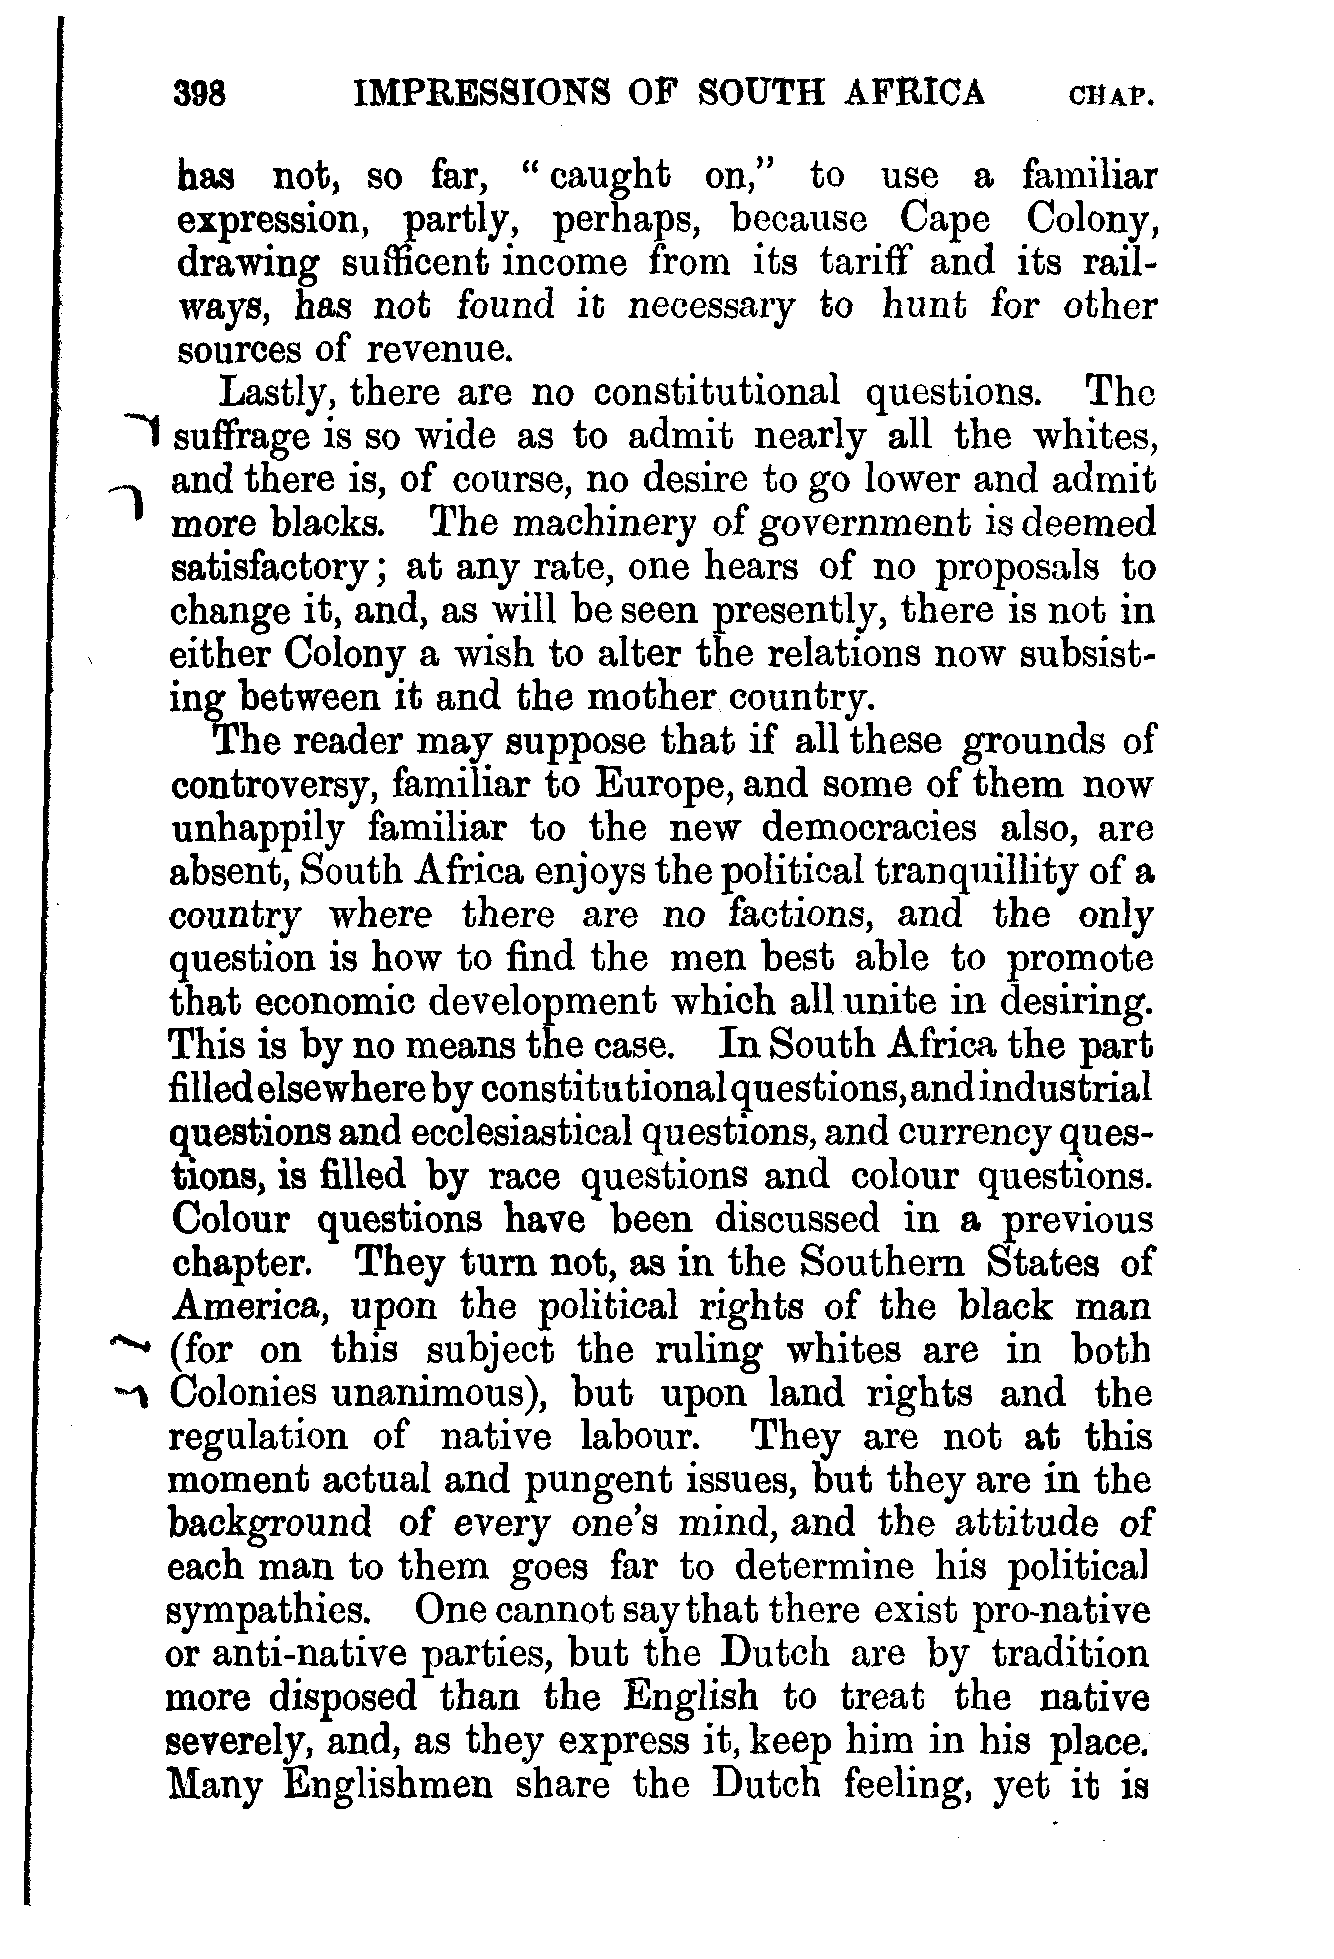 398 IMPRESSIONS OF SOUTH AFRICA CHAP.
has not, so far, “ caught on,” to use a familiar
expression, partly, perhaps, because Cape Colony,
drawing sufficent income from its tariff and its rail-
ways, has not found it necessary to hunt for other
sources of revenue.
Lastly, there are no constitutional questions. The
suffrage is so wide as to admit nearly all the whites,
and there is, of course, no desire to go lower and admit
more blacks. The machinery of government is deemed
satisfactory; at any rate, one hears of no proposals to
change it, and, as will be seen presently, there is not in
either Colony a wish to alter the relations now subsist-
ing between it and the mother country.
The reader may suppose that if all these grounds of
controversy, familiar to Europe, and some of them now
unhappily familiar to the new democracies also, are
absent, South Africa enjoys the political tranquillity of a
country where there are no factions, and the only
question is how to find the men best able to promote
that economic development which all unite in desiring.
This is by no means the case. In South Africa the part
filled elsewhere by constitutional questions, and industrial
questions and ecclesiastical questions, and currency ques-
tions, is filled by race questions and colour questions.
Colour questions have been discussed in a previous
chapter. They turn not, as in the Southern States of
America, upon the political rights of the black man
(for on this subject the ruling whites are in both
Colonies unanimous), but upon land rights and the
regulation of native labour. They are not at this
moment actual and pungent issues, but they are in the
background of every one's mind, and the attitude of
each man to them goes far to determine his political
sympathies. One cannot say that there exist pro-native
or anti-native parties, but the Dutch are by tradition
more disposed than the English to treat the native
severely, and, as they express it, keep him in his place.
Many Englishmen share the Dutch feeling, yet it is